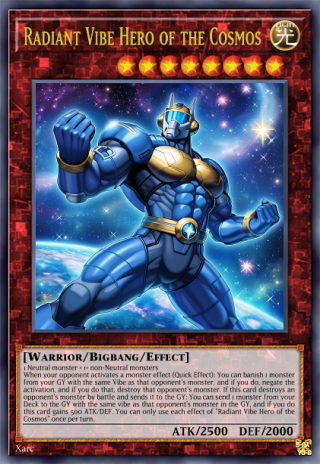 Radiant Vibe Hero of the Cosmos
LIGHT
光
[Warrior/Bigbang/Effect]
1 Neutral monster + 1+ non-Neutral monsters
When your opponent activates a monster effect (Quick Effect): You can banish 1 monster
from your GY with the same Vibe as that opponent's monster, and if you do, negate the
activation, and if you do that, destroy that opponent's monster. If this card destroys an
opponent's monster by battle and sends it to the GY: You can send 1 monster from your
Deck to the GY with the same vibe as that opponent's monster in the GY, and if you do
this card gains 500 ATK/DEF. You can only use each effect of "Radiant Vibe Hero of the
Cosmos" once per turn.
ATK/2500 DEF/2000
Xarc